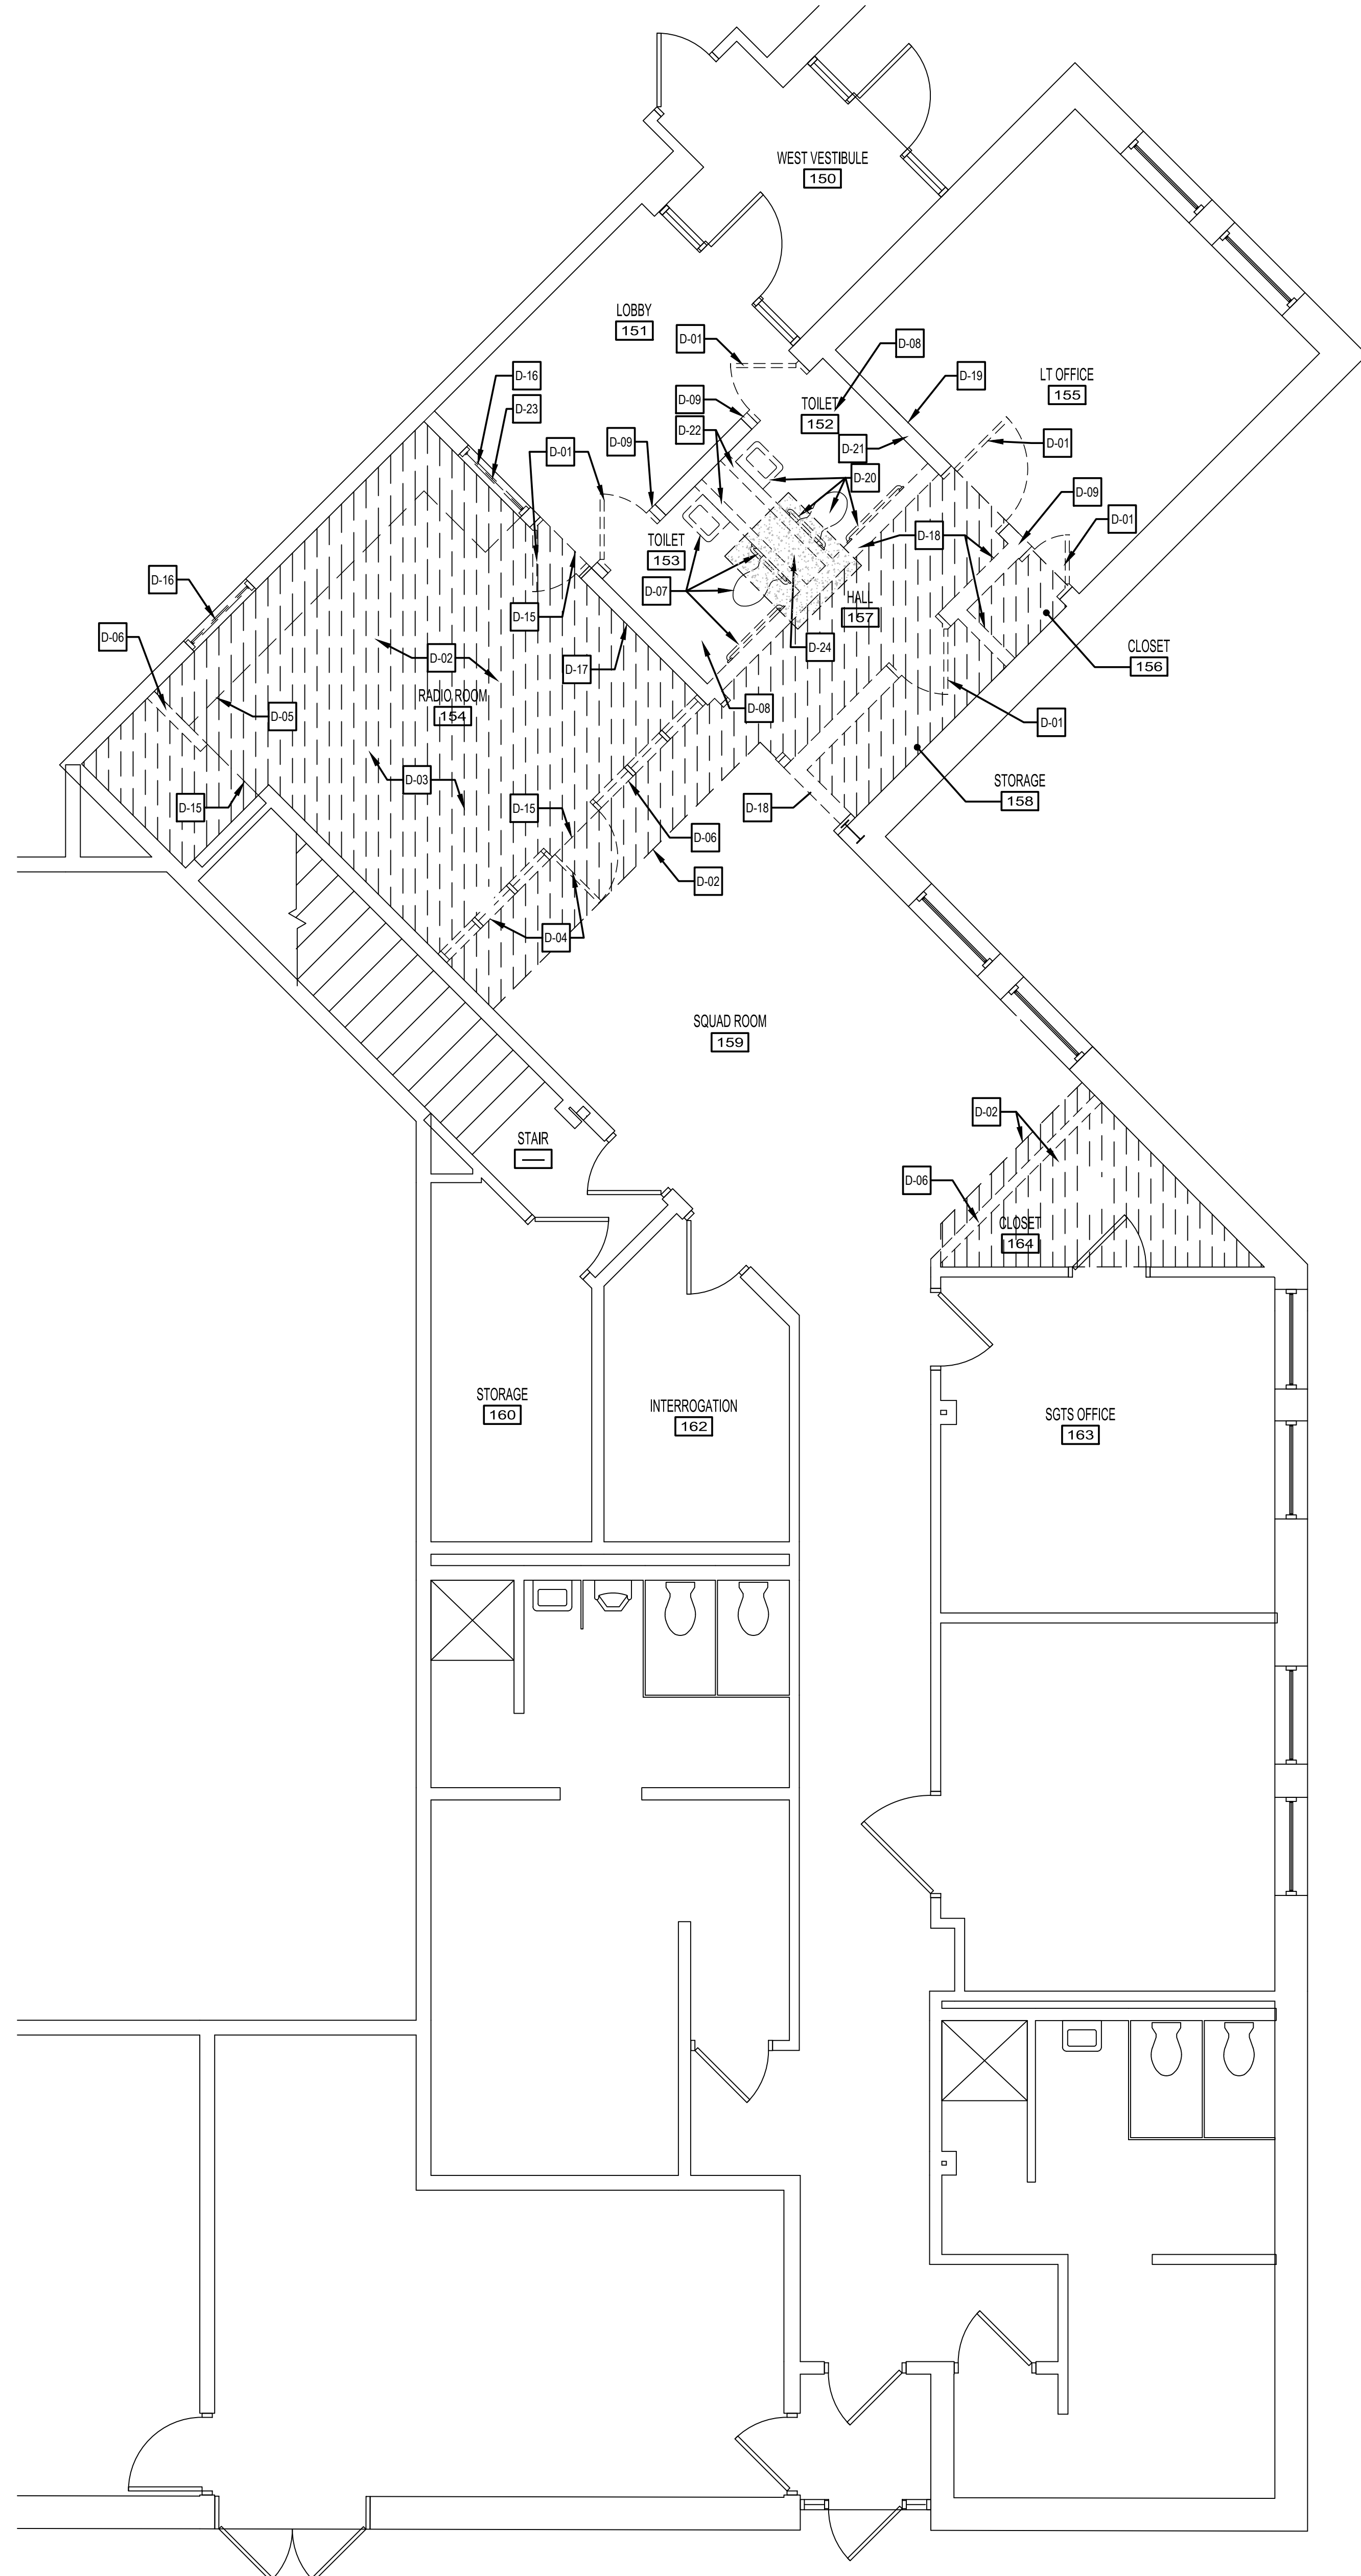 WEST VESTIBULE
150
LOBBY
151
D-01
D-08
D-16
D-19
LT OFFICE
155
D-23
D-09
TOILET
152
D-22
D-21
D-01
D-01
D-09
D-20
D-09
D-01
D-18
TOILET
153
D-16
D-07
HALL
157
D-15
D-06
D-24
CLOSET
156
D-02
D-17
RADIO ROOM
154
D-05
D-08
D-01
D-03
STORAGE
158
D-15
D-15
D-18
D-06
D-02
D-04
SQUAD ROOM
159
D-02
STAIR
D-06
CLOSET
164
STORAGE
160
INTERROGATION
162
SGTS OFFICE
163